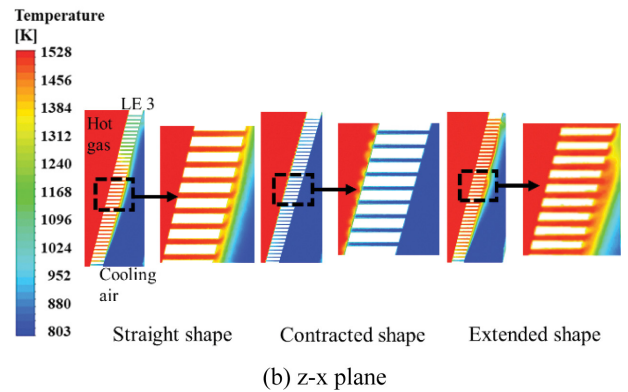 Temperature
[K]
1528
1456
1384
1312
1240
1168
1096
1024
952
880
803
LE 3
Hot
gas
Cooling
air
Straight shape
Contracted shape
Extended shape
(b) z-x plane